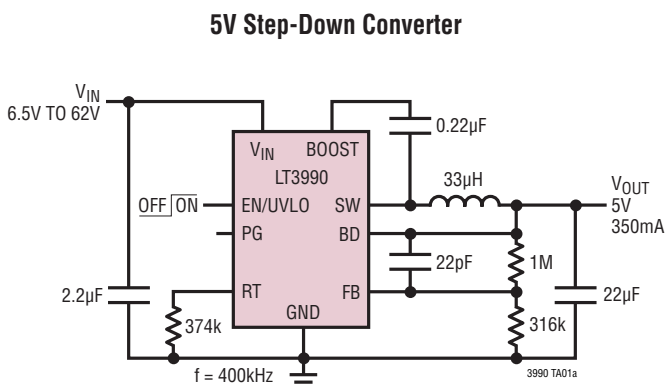 5V Step-Down Converter
VIN
6.5V TO 62V
0.22µF
VIN BOOST
LT3990
33µH
VOUT
5V
350mA
OFF ON
EN/UVLO SW
PG BD
22pF
1M
2.2µF
RT FB
22µF
GND
374k
316k
f = 400kHz
3990 TA01a